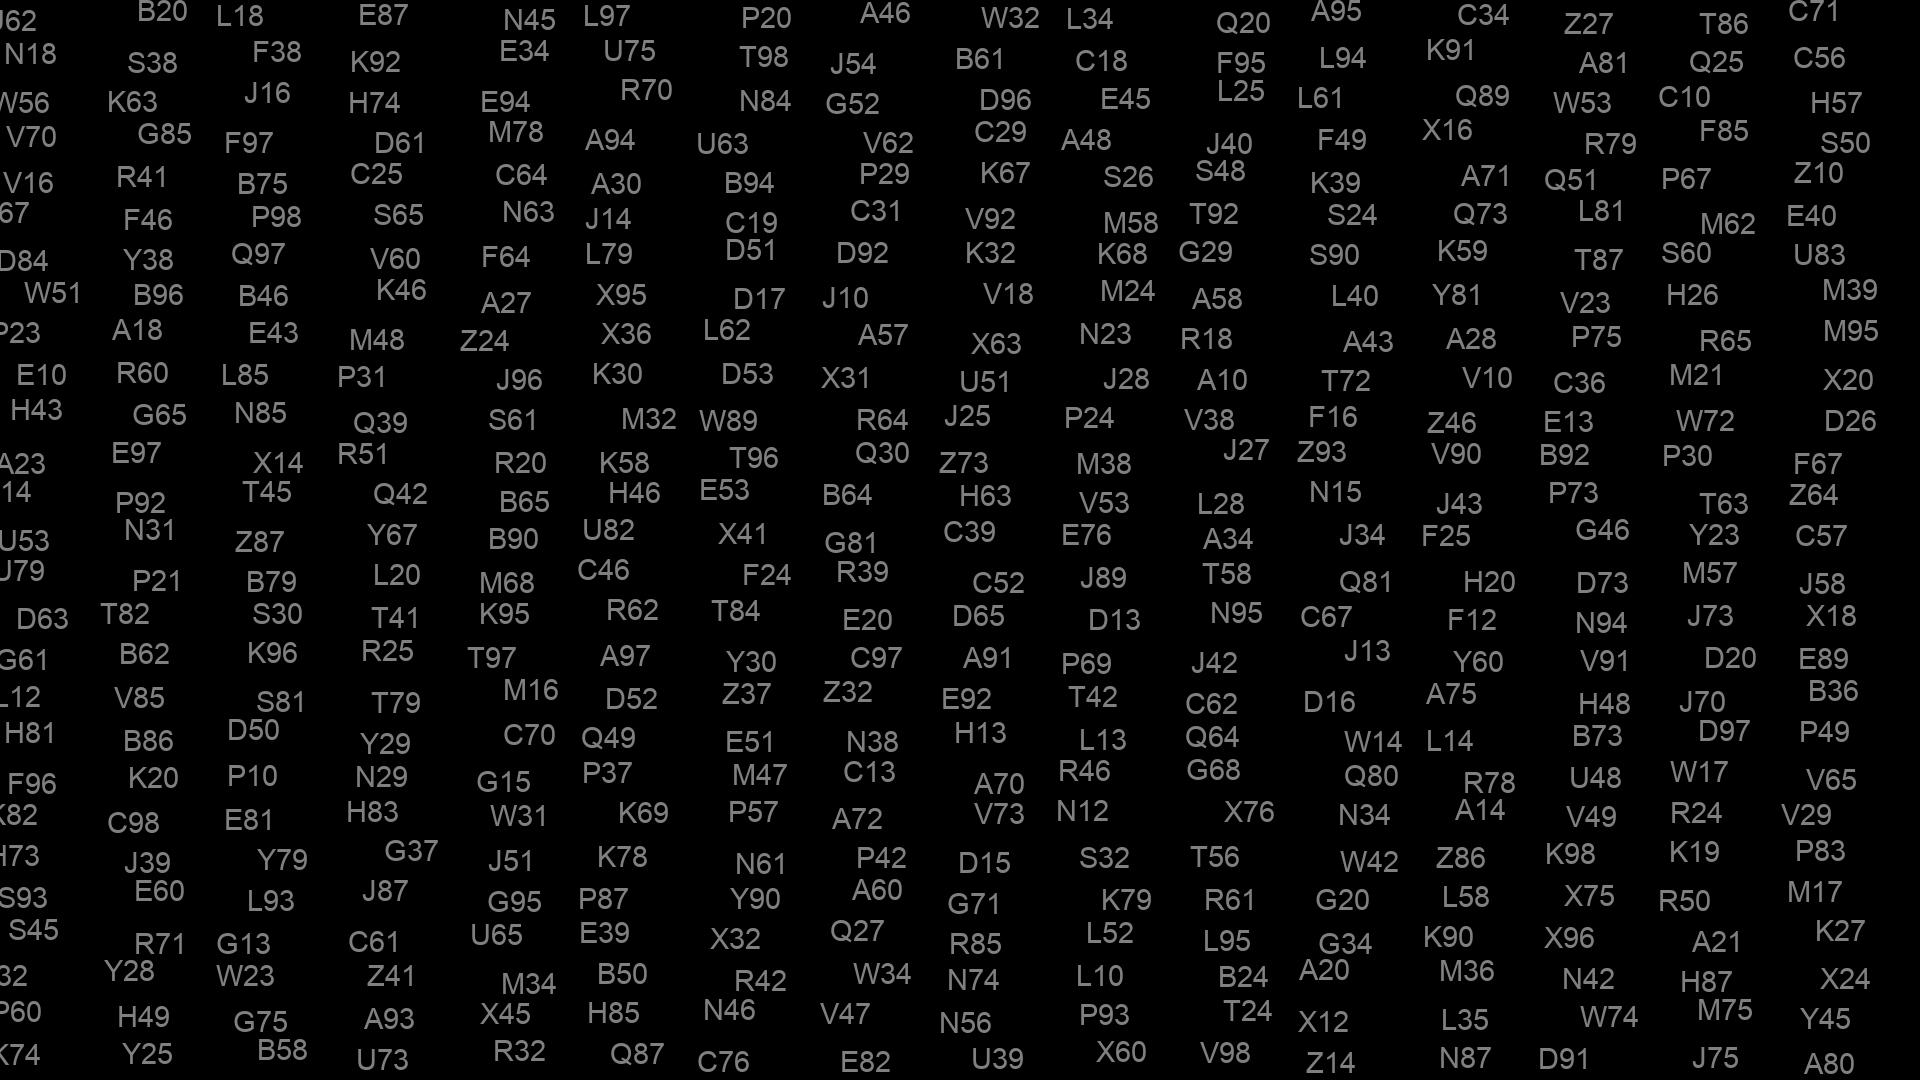 J62 B20 L18 E87 N45 L97 P20 A46 W32 L34 Q20 A95 C34 Z27 T86 C71
N18 S38 F38 K92 E34 U75 T98 J54 B61 C18 F95 L94 K91 A81 Q25 C56
W56 K63 J16 H74 E94 R70 N84 G52 D96 E45 L25 L61 Q89 W53 C10 H57
V70 G85 F97 D61 M78 A94 U63 V62 C29 A48 J40 F49 X16 R79 F85 S50
V16 R41 B75 C25 C64 A30 B94 P29 K67 S26 S48 K39 A71 Q51 P67 Z10
67 F46 P98 S65 N63 J14 C19 C31 V92 M58 T92 S24 Q73 L81 M62 E40
D84 Y38 Q97 V60 F64 L79 D51 D92 K32 K68 G29 S90 K59 T87 S60 U83
W51 B96 B46 K46 A27 X95 D17 J10 V18 M24 A58 L40 Y81 V23 H26 M39
P23 A18 E43 M48 Z24 X36 L62 A57 X63 N23 R18 A43 A28 P75 R65 M95
E10 R60 L85 P31 J96 K30 D53 X31 U51 J28 A10 T72 V10 C36 M21 X20
H43 G65 N85 Q39 S61 M32 W89 R64 J25 P24 V38 F16 Z46 E13 W72 D26
A23 E97 X14 R51 R20 K58 T96 Q30 Z73 M38 J27 Z93 V90 B92 P30 F67
14 P92 T45 Q42 B65 H46 E53 B64 H63 V53 L28 N15 J43 P73 T63 Z64
U53 N31 Z87 Y67 B90 U82 X41 G81 C39 E76 A34 J34 F25 G46 Y23 C57
U79 P21 B79 L20 M68 C46 F24 R39 C52 J89 T58 Q81 H20 D73 M57 J58
D63 T82 S30 T41 K95 R62 T84 E20 D65 D13 N95 C67 F12 N94 J73 X18
G61 B62 K96 R25 T97 A97 Y30 C97 A91 P69 J42 J13 Y60 V91 D20 E89
L12 V85 S81 T79 M16 D52 Z37 Z32 E92 T42 C62 D16 A75 H48 J70 B36
H81 B86 D50 Y29 C70 Q49 E51 N38 H13 L13 Q64 W14 L14 B73 D97 P49
F96 K20 P10 N29 G15 P37 M47 C13 A70 R46 G68 Q80 R78 U48 W17 V65
K82 C98 E81 H83 W31 K69 P57 A72 V73 N12 X76 N34 A14 V49 R24 V29
H73 J39 Y79 G37 J51 K78 N61 P42 D15 S32 T56 W42 Z86 K98 K19 P83
S93 E60 L93 J87 G95 P87 Y90 A60 G71 K79 R61 G20 L58 X75 R50 M17
S45 R71 G13 C61 U65 E39 X32 Q27 R85 L52 L95 G34 K90 X96 A21 K27
32 Y28 W23 Z41 M34 B50 R42 W34 N74 L10 B24 A20 M36 N42 H87 X24
P60 H49 G75 A93 X45 H85 N46 V47 N56 P93 T24 X12 L35 W74 M75 Y45
K74 Y25 B58 U73 R32 Q87 C76 E82 U39 X60 V98 Z14 N87 D91 J75 A80